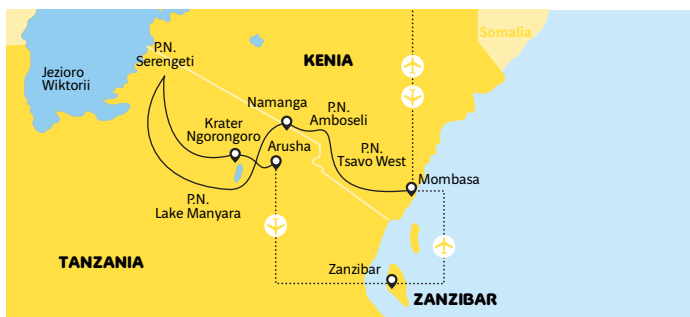 Somalia
P.N.
Serengeti
KENIA
Jezioro
Wiktorii
Namanga
P.N.
Amboseli
Krater
Ngorongoro
Arusha
P.N.
Tsavo West
Mombasa
P.N.
Lake Manyara
TANZANIA
Zanzibar
ZANZIBAR